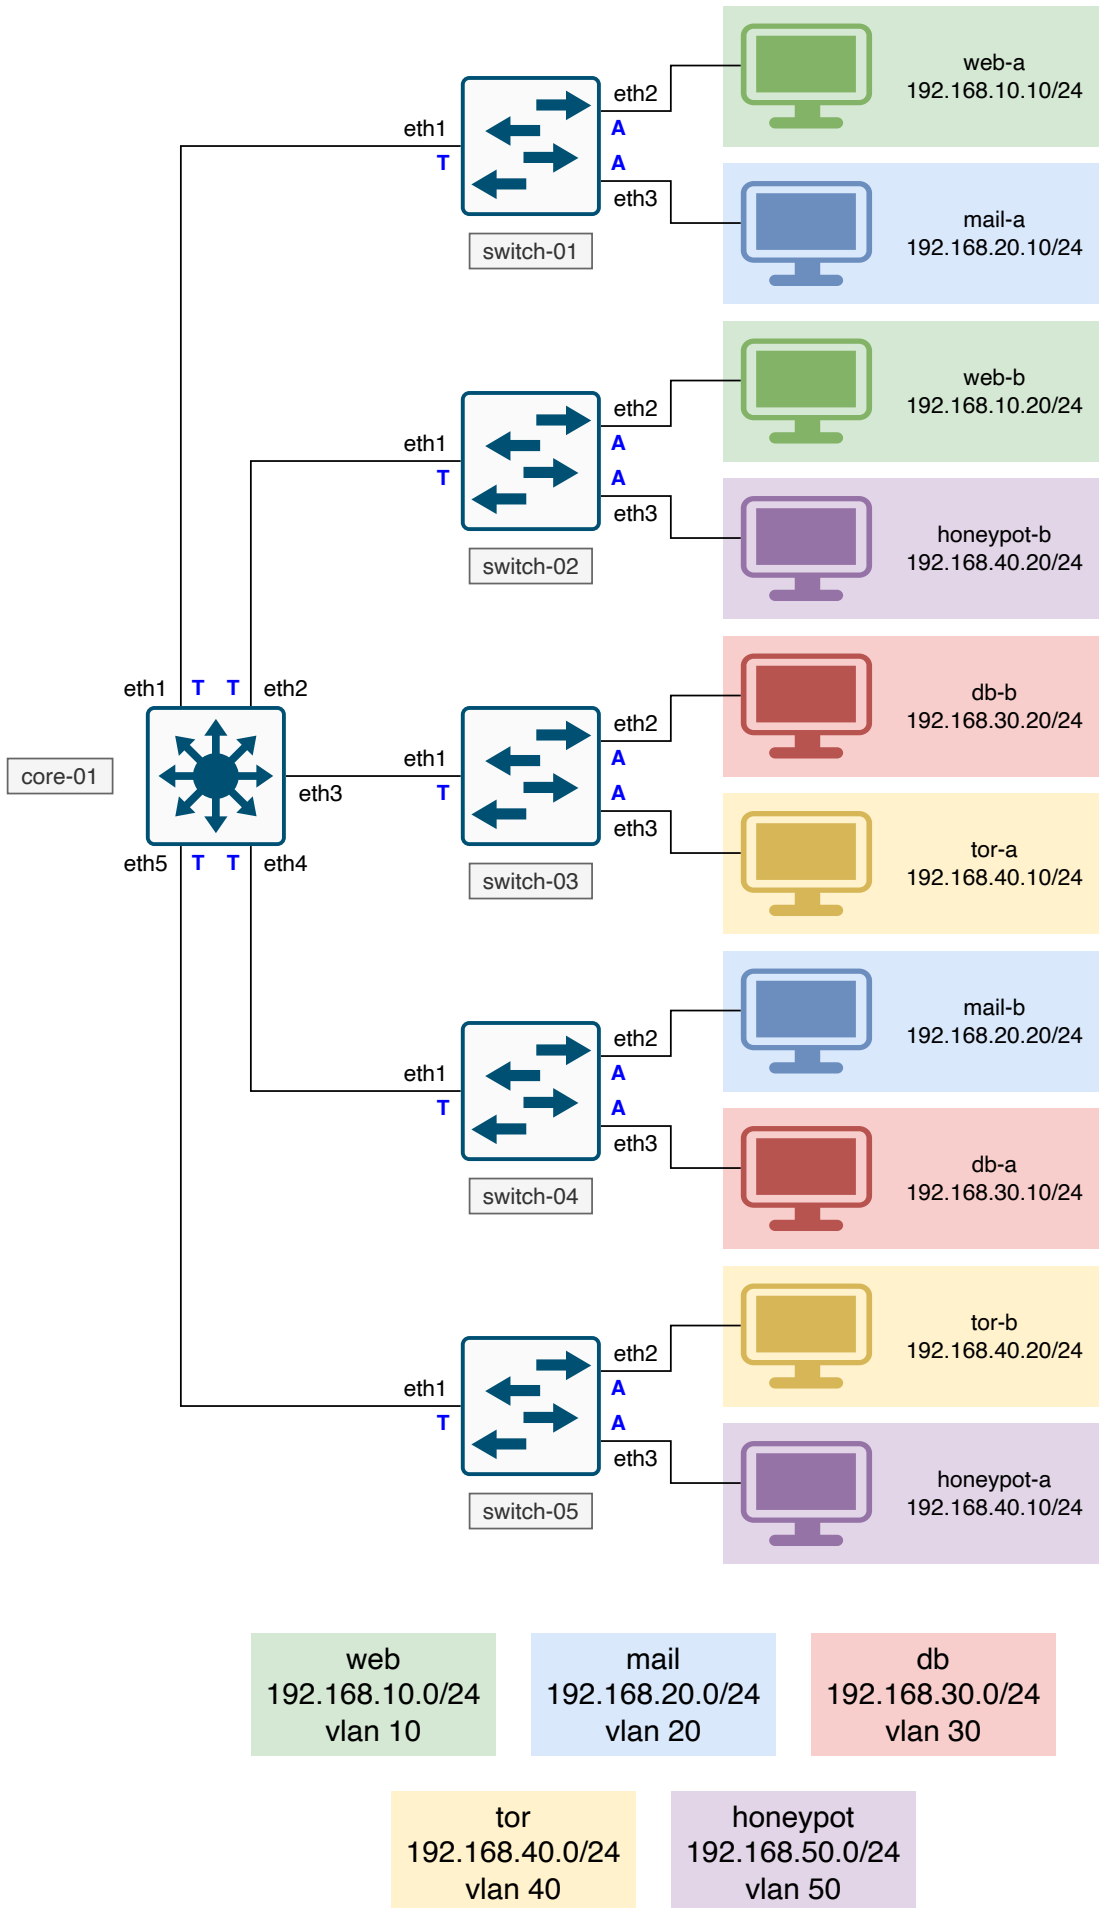 web-a
192.168.10.10/24
eth2
eth1
A
T
A
eth3
mail-a
192.168.20.10/24
switch-01
web-b
192.168.10.20/24
eth2
eth1
A
T
A
eth3
honeypot-b
192.168.40.20/24
switch-02
eth1 T T eth2
db-b
192.168.30.20/24
eth2
eth1
A
core-01
eth3
T
A
eth3
tor-a
192.168.40.10/24
eth5 T T eth4
switch-03
mail-b
192.168.20.20/24
eth2
eth1
A
T
A
eth3
db-a
192.168.30.10/24
switch-04
tor-b
192.168.40.20/24
eth2
eth1
A
T
A
eth3
honeypot-a
192.168.40.10/24
switch-05
web
192.168.10.0/24
vlan 10
mail
192.168.20.0/24
vlan 20
db
192.168.30.0/24
vlan 30
tor
192.168.40.0/24
vlan 40
honeypot
192.168.50.0/24
vlan 50